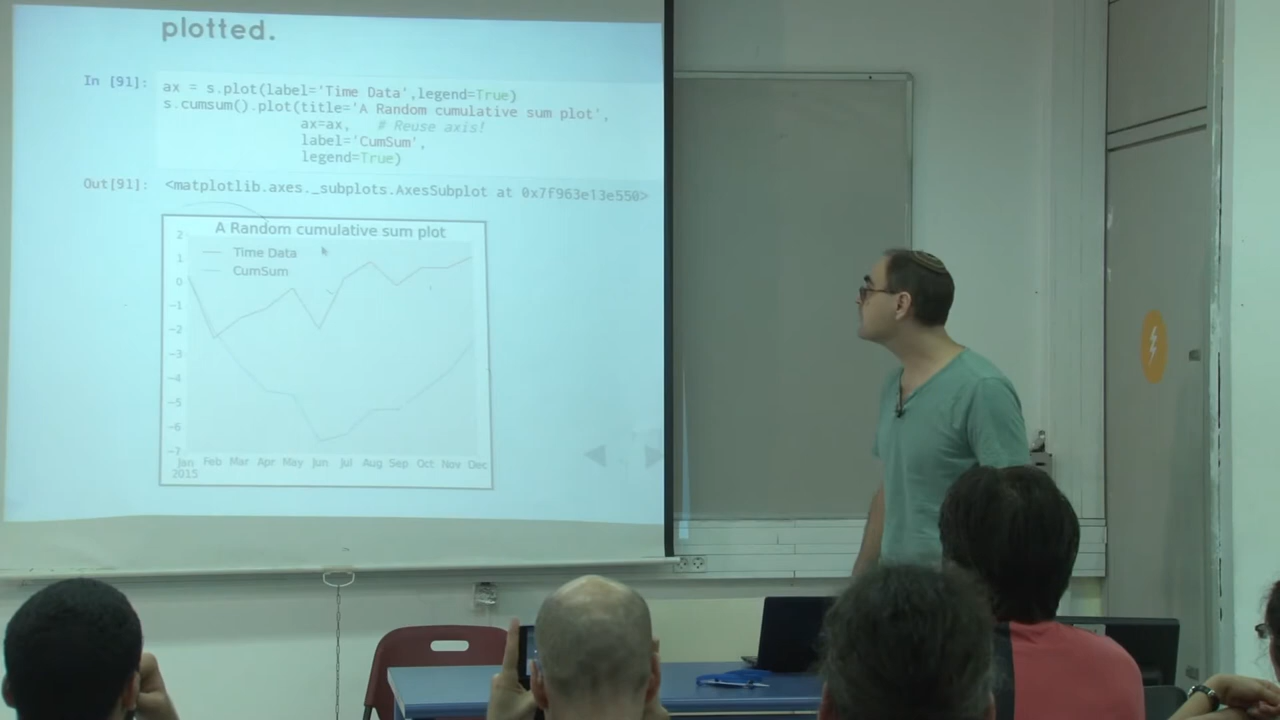 plotted.
In [91]:
ax = s.plot(label='Time Data',legend=True)
s.cumsum().plot(title='A Random cumulative sum plot',
ax=ax, # Reuse axis!
label='CumSum',
legend=True)
Out[91]: <matplotlib.axes._subplots.AxesSubplot at 0x7f963e13e550>
A Random cumulative sum plot
2
Time Data
1
CumSum
0
−1
−2
−3
−4
−5
−6
−7
Jan Feb Mar Apr May Jun Jul Aug Sep Oct Nov Dec
2015